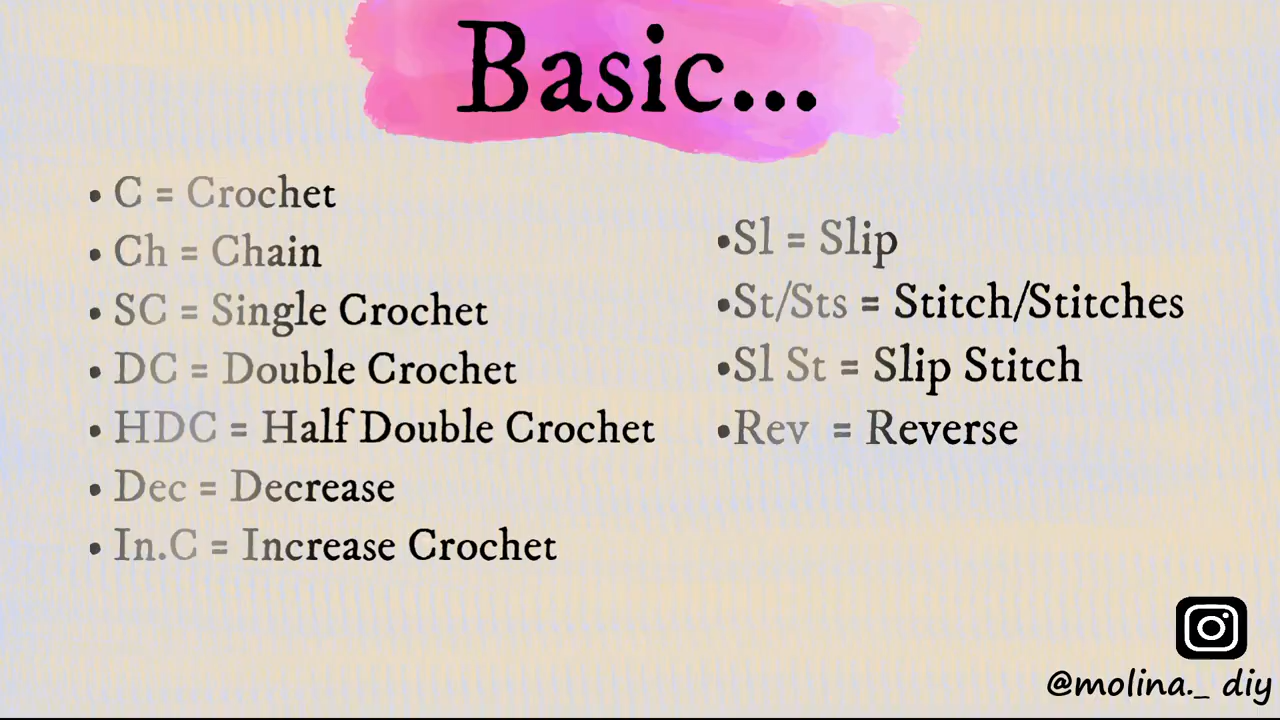 Basic...
• C = Crochet
• Ch = Chain
• SC = Single Crochet
• DC = Double Crochet
• HDC = Half Double Crochet
• Dec = Decrease
• In.C = Increase Crochet
•Sl = Slip
•St/Sts = Stitch/Stitches
•Sl St = Slip Stitch
•Rev = Reverse
@molina._ diy